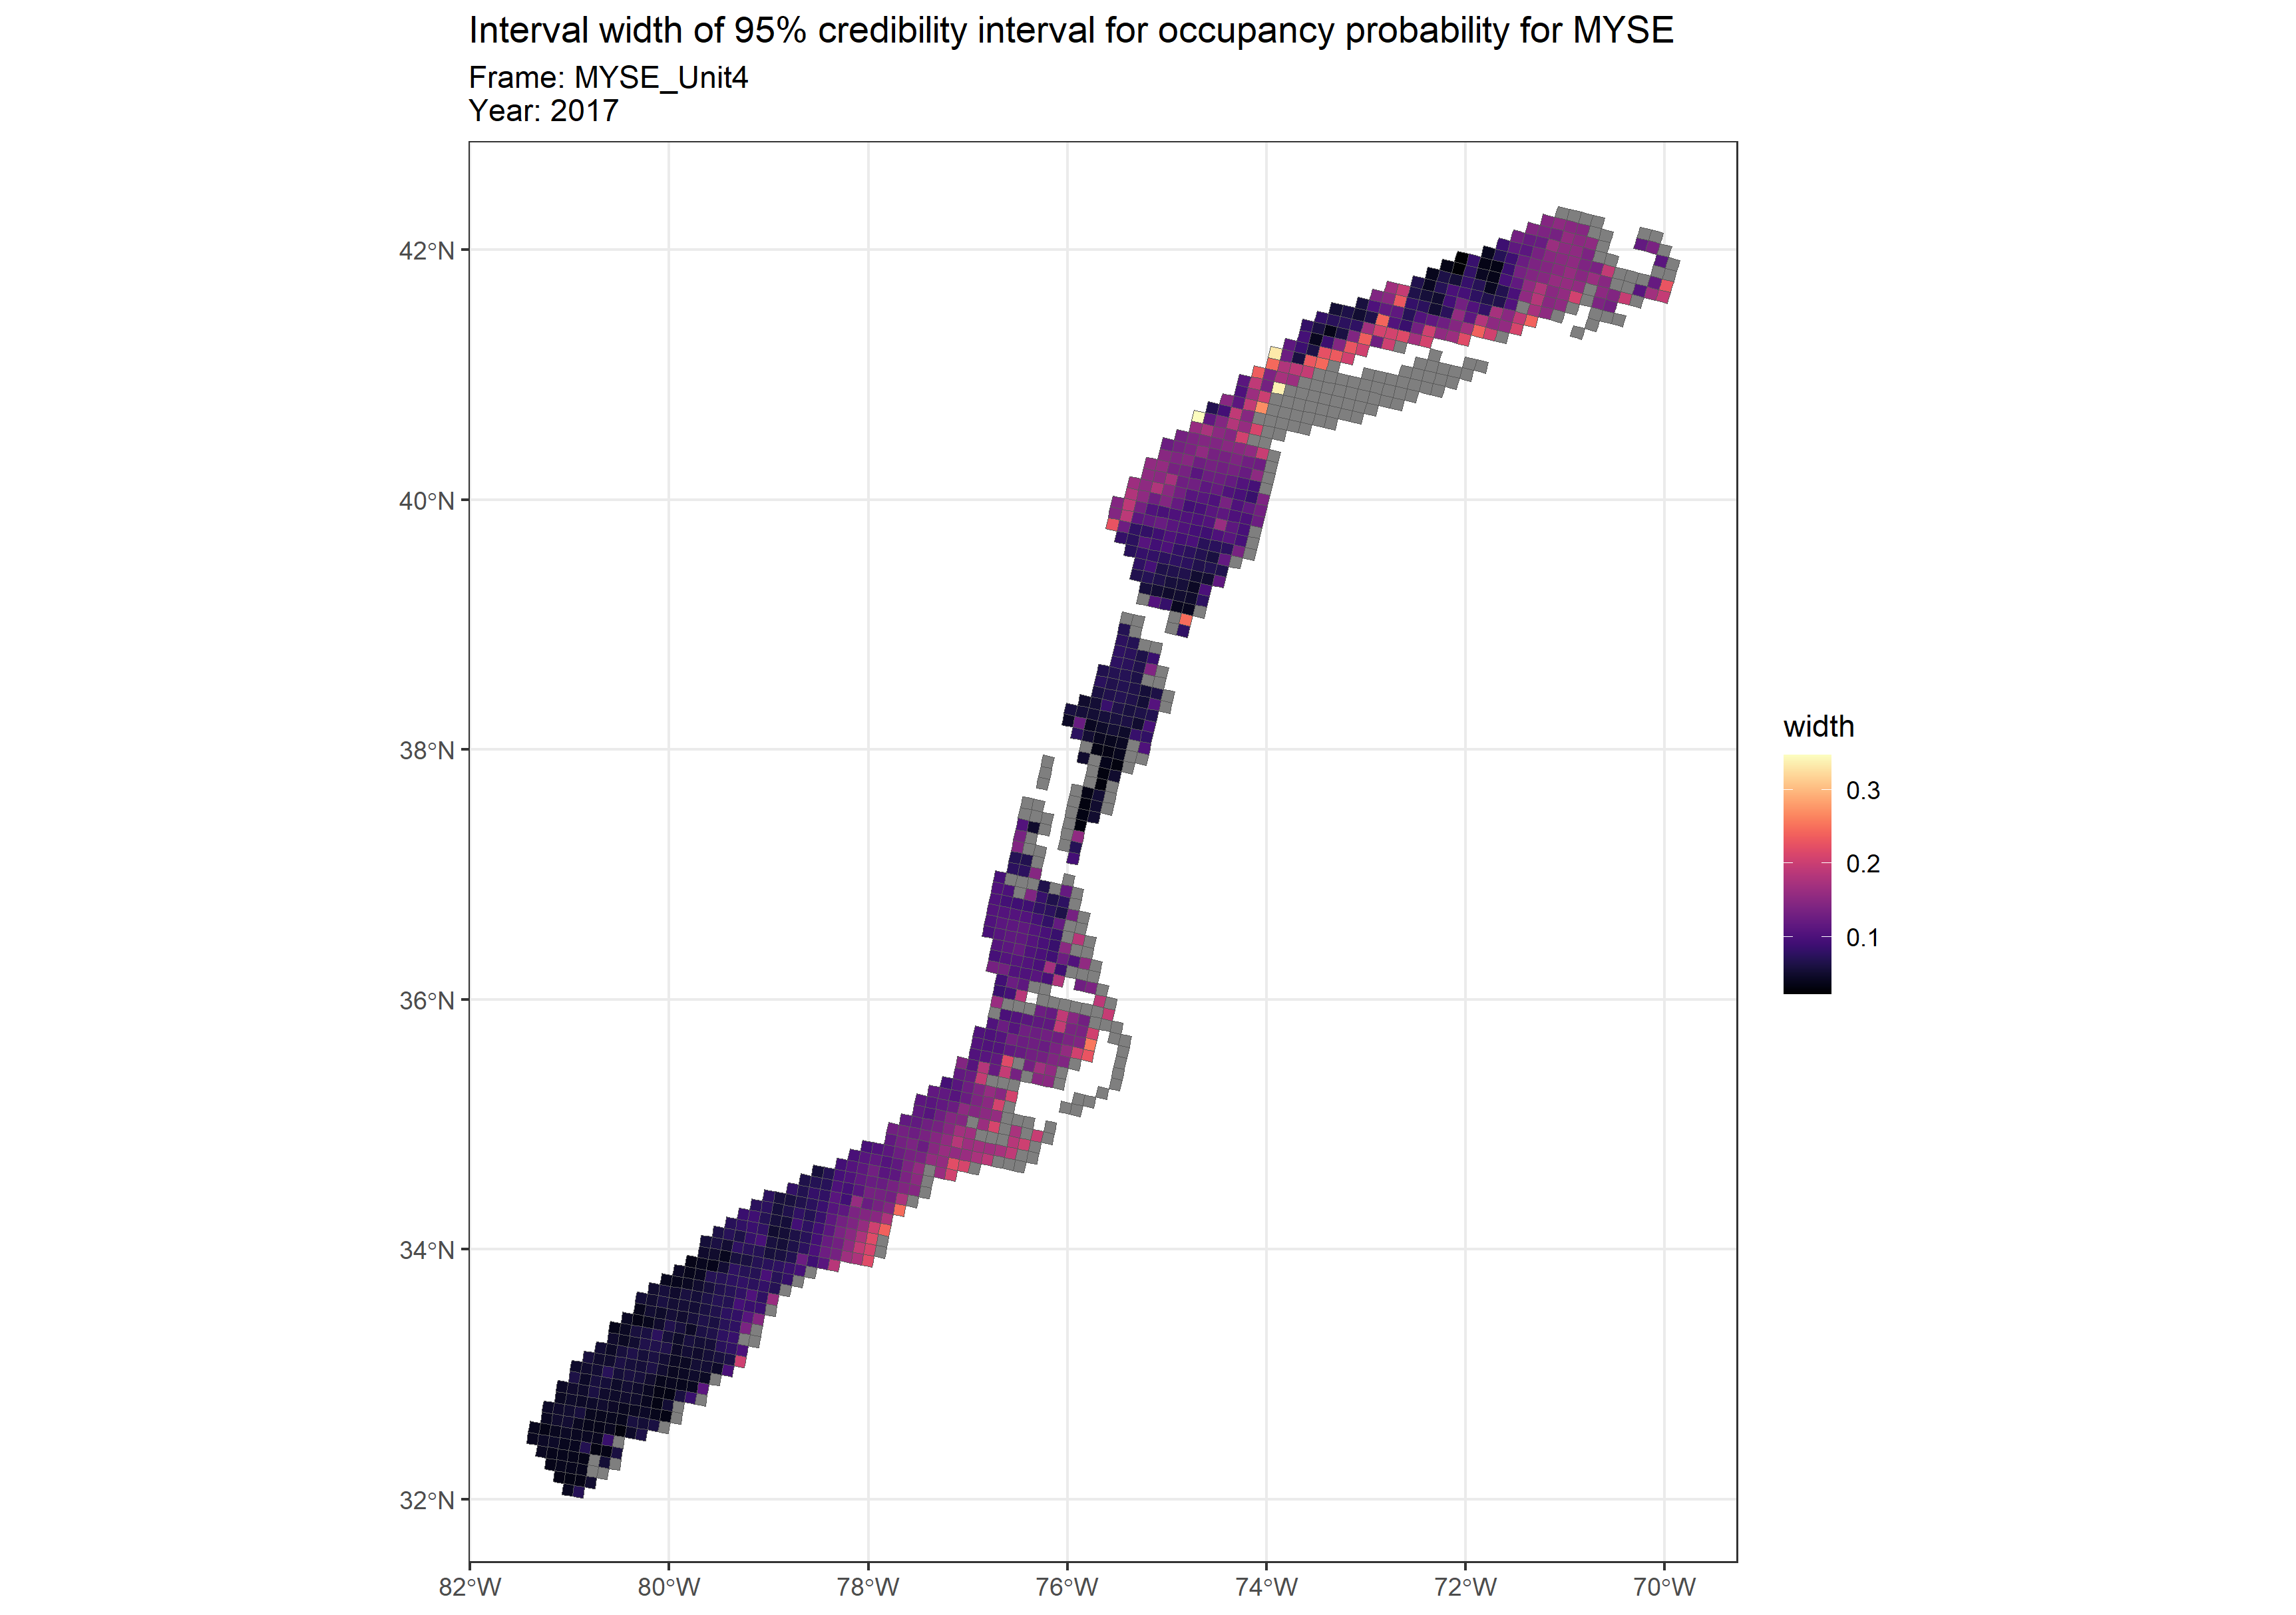 Interval width of 95% credibility interval for occupancy probability for MYSE
Frame: MYSE_Unit4
Year: 2017
42°N
40°N
38°N
36°N
34°N
32°N
82°W
80°W
78°W
76°W
74°W
72°W
70°W
width
0.3
0.2
0.1